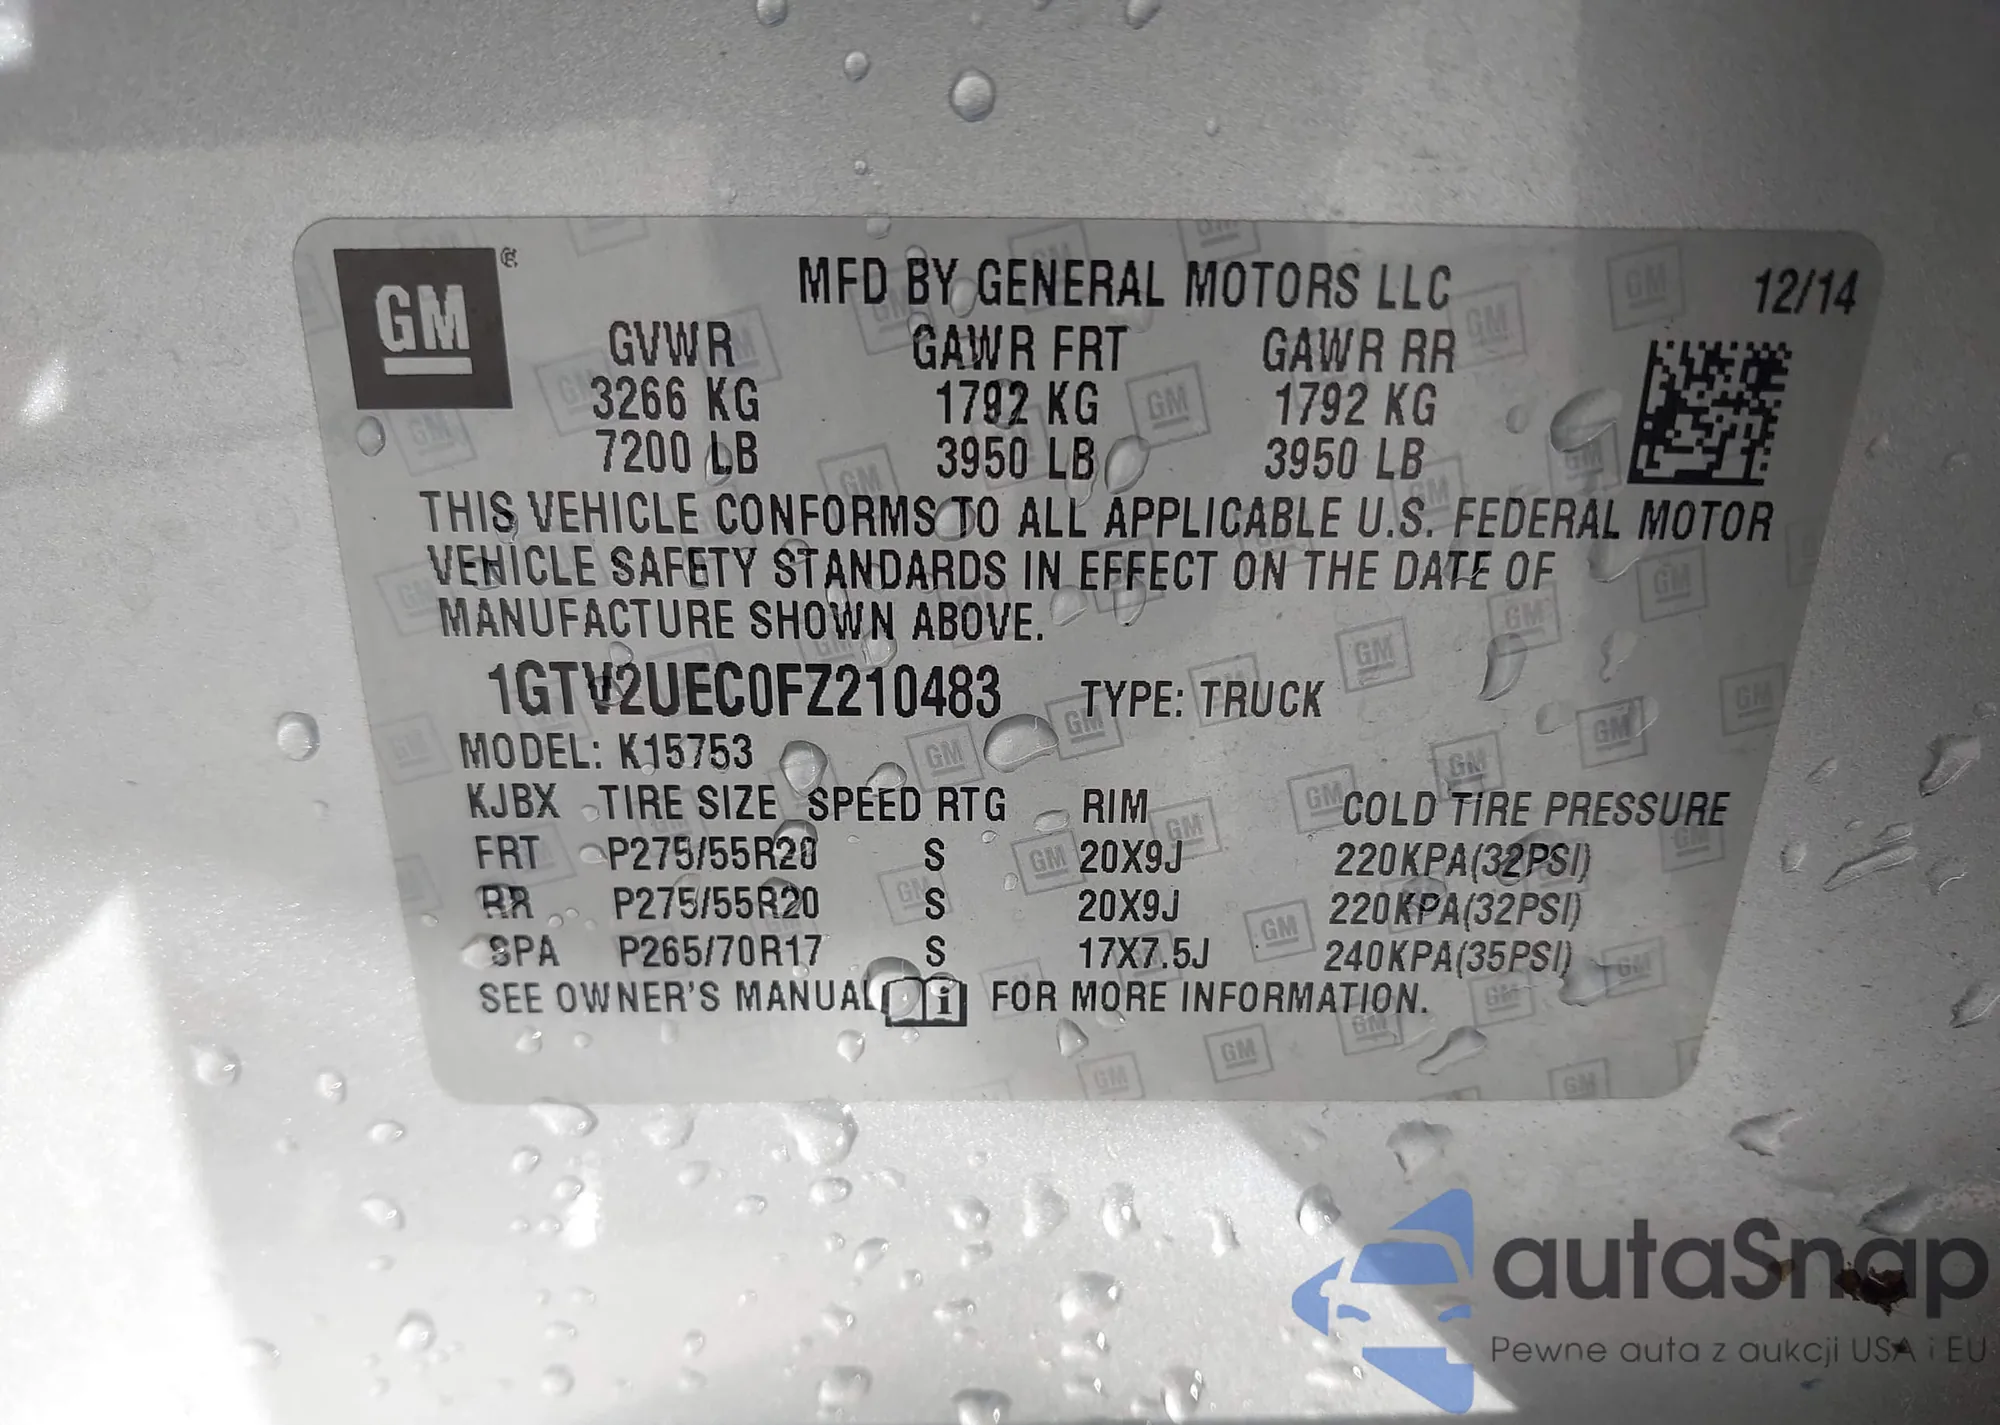 GM
MFD BY GENERAL MOTORS LLC 12/14
GVWR GAWR FRT GAWR RR
3266 KG 1792 KG 1792 KG
7200 LB 3950 LB 3950 LB
THIS VEHICLE CONFORMS TO ALL APPLICABLE U.S. FEDERAL MOTOR
VEHICLE SAFETY STANDARDS IN EFFECT ON THE DATE OF
MANUFACTURE SHOWN ABOVE.
1GTV2UEC0FZ210483 TYPE: TRUCK
MODEL: K15753
KJBX TIRE SIZE SPEED RTG RIM COLD TIRE PRESSURE
FRT P275/55R20 S 20X9J 220KPA(32PSI)
RR P275/55R20 S 20X9J 220KPA(32PSI)
SPA P265/70R17 S 17X7.5J 240KPA(35PSI)
SEE OWNER'S MANUAL i FOR MORE INFORMATION.
autaSnap
Pewne auta z aukcji USA i EU